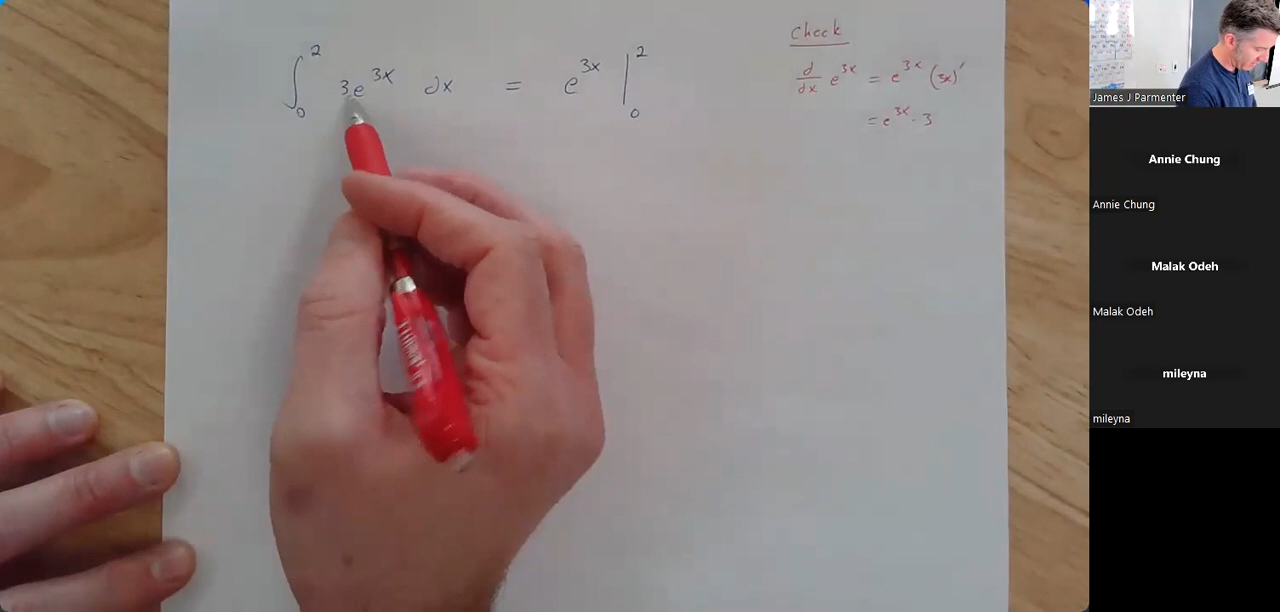 ∫₀² 3e^{3x} dx = e^{3x} |₀²
Check
d/dx e^{3x} = e^{3x} (3x)'
= e^{3x} · 3
James J Parmenter
Annie Chung
Annie Chung
Malak Odeh
Malak Odeh
mileyna
mileyna